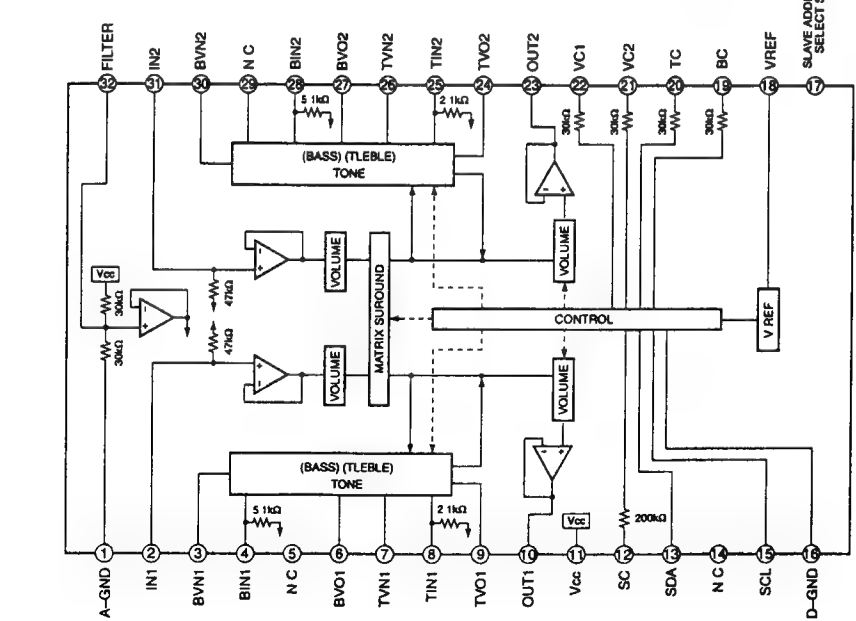 FILTER
IN2
BVN2
N C
BIN2
BVO2
TVN2
TIN2
TVO2
OUT2
VC1
VC2
TC
BC
VREF
SLAVE ADD
SELECT S
32
31
30
29
28
27
26
25
24
23
22
21
20
19
18
17
5 1kΩ
2 1kΩ
30kΩ
30kΩ
30kΩ
30kΩ
(BASS) (TLEBLE)
TONE
VOLUME
VOLUME
MATRIX SURROUND
Vcc
30kΩ
30kΩ
47kΩ
47kΩ
CONTROL
V REF
VOLUME
VOLUME
(BASS) (TLEBLE)
TONE
5 1kΩ
2 1kΩ
Vcc
200kΩ
1
2
3
4
5
6
7
8
9
10
11
12
13
14
15
16
A-GND
IN1
BVN1
BIN1
N C
BVO1
TVN1
TIN1
TVO1
OUT1
Vcc
SC
SDA
N C
SCL
D-GND